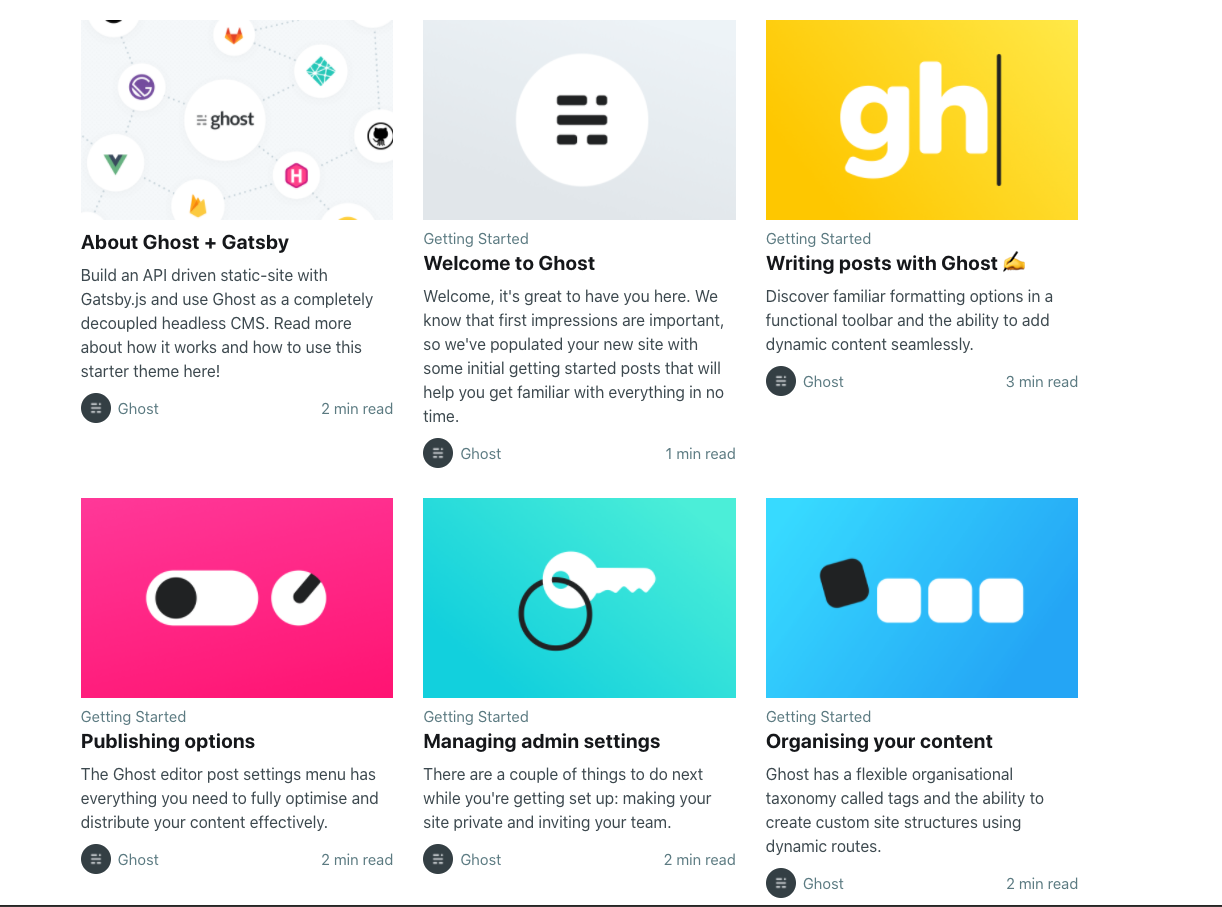 ghost
About Ghost + Gatsby
Build an API driven static-site with
Gatsby.js and use Ghost as a completely
decoupled headless CMS. Read more
about how it works and how to use this
starter theme here!
Ghost 2 min read
Getting Started
Welcome to Ghost
Welcome, it's great to have you here. We
know that first impressions are important,
so we've populated your new site with
some initial getting started posts that will
help you get familiar with everything in no
time.
Ghost 1 min read
gh
Getting Started
Writing posts with Ghost ✍️
Discover familiar formatting options in a
functional toolbar and the ability to add
dynamic content seamlessly.
Ghost 3 min read
Getting Started
Publishing options
The Ghost editor post settings menu has
everything you need to fully optimise and
distribute your content effectively.
Ghost 2 min read
Getting Started
Managing admin settings
There are a couple of things to do next
while you're getting set up: making your
site private and inviting your team.
Ghost 2 min read
Getting Started
Organising your content
Ghost has a flexible organisational
taxonomy called tags and the ability to
create custom site structures using
dynamic routes.
Ghost 2 min read